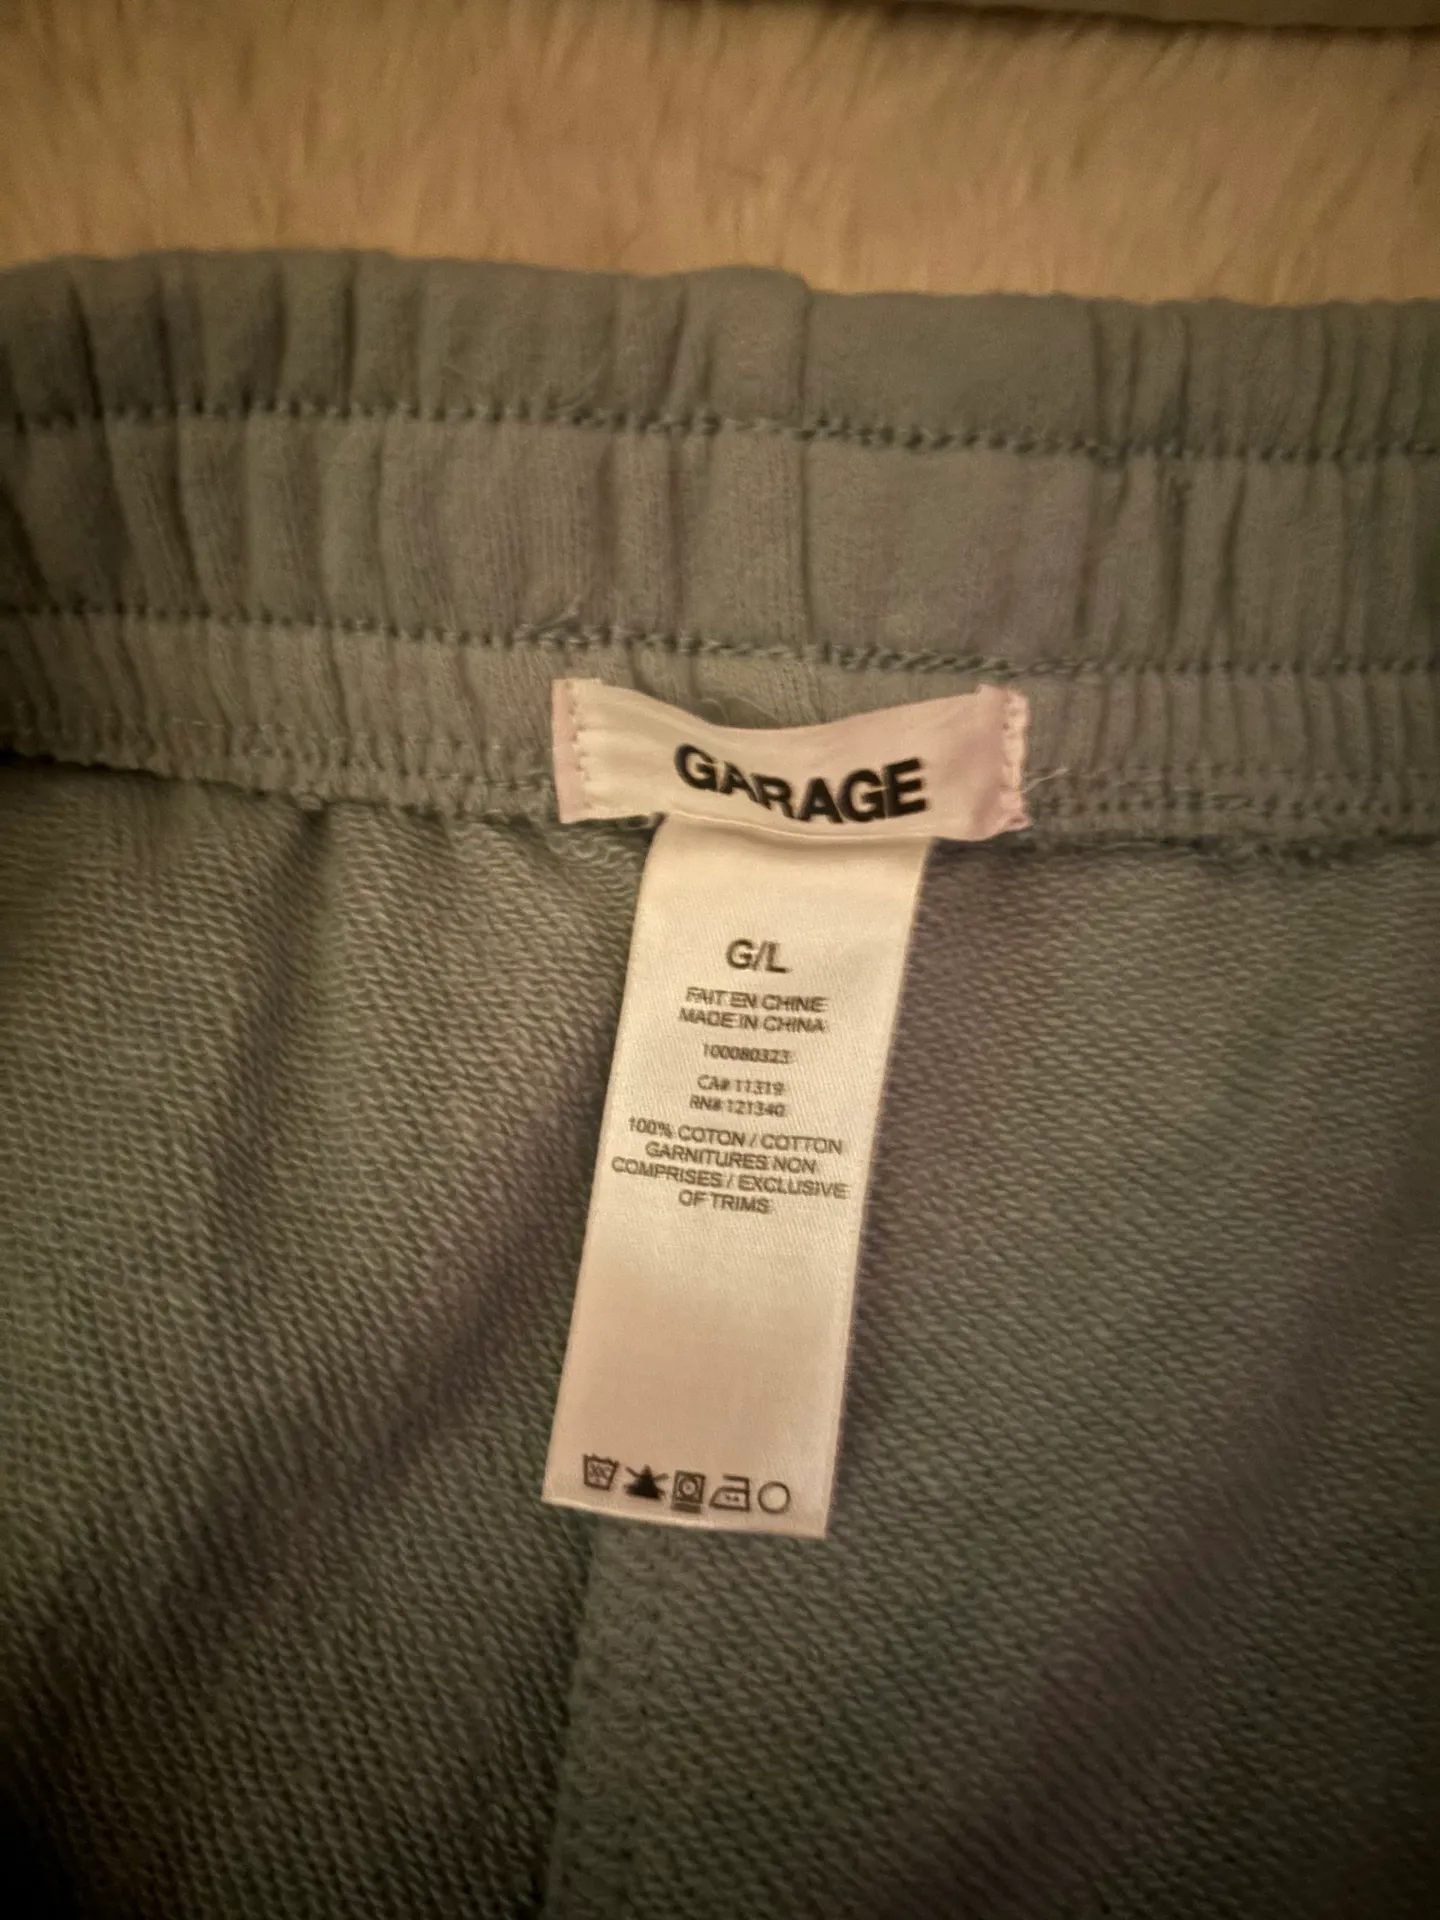 GARAGE
G/L
FAIT EN CHINE
MADE IN CHINA
100080323
CA# 11319
RN# 121340
100% COTON / COTTON
GARNITURES NON
COMPRISES / EXCLUSIVE
OF TRIMS